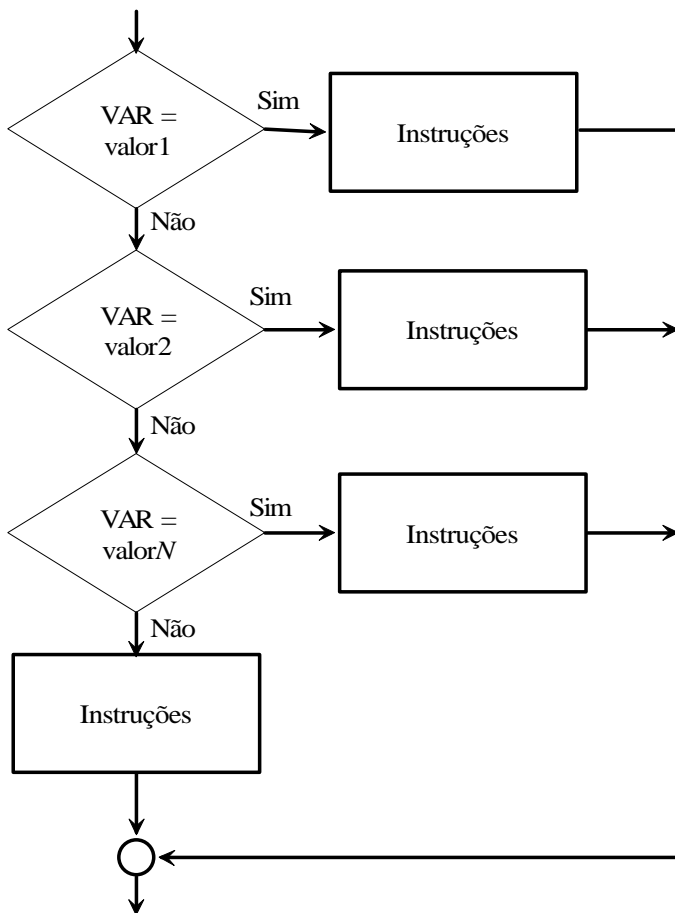 Sim
VAR =
valor1
Instruções
Não
Sim
VAR =
valor2
Instruções
Não
Sim
VAR =
valorN
Instruções
Não
Instruções